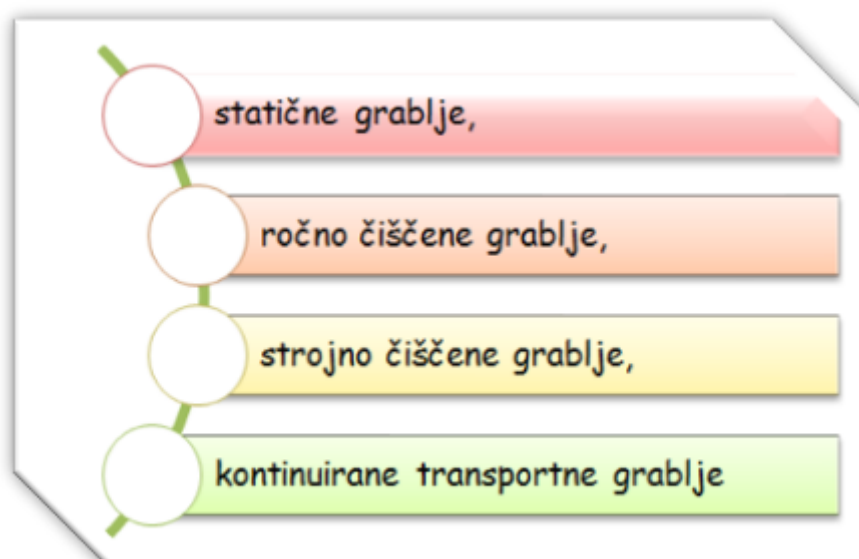 statične grablje,
ročno čiščene grablje,
strojno čiščene grablje,
kontinuirane transportne grablje